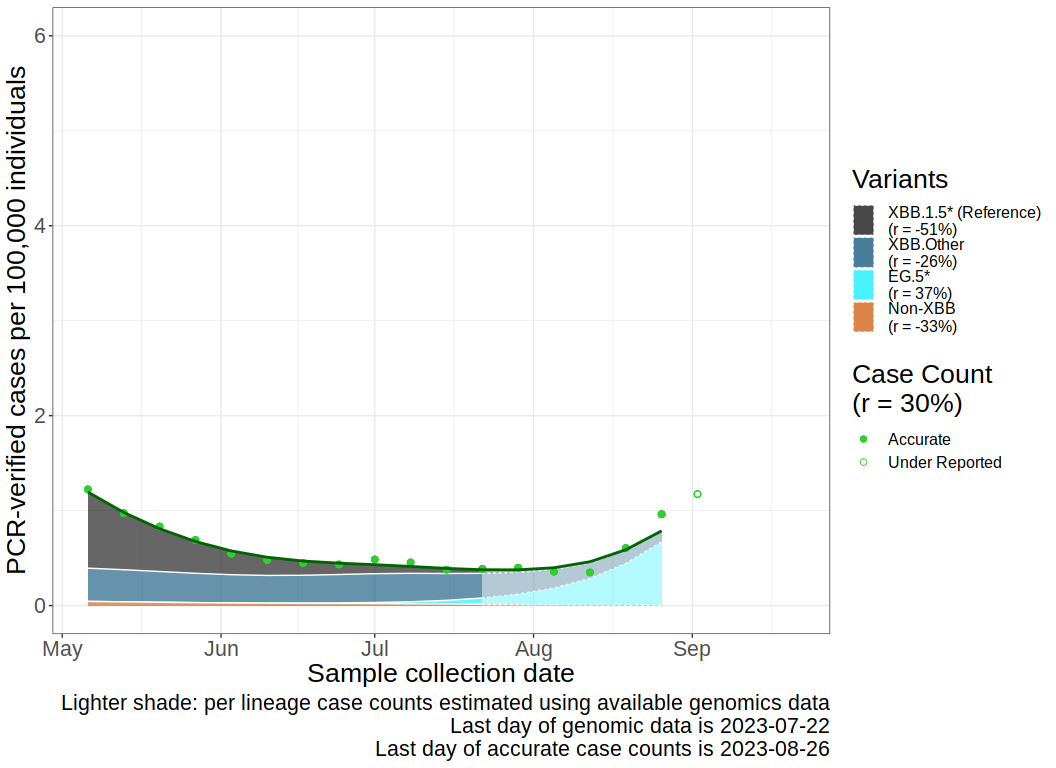 PCR-verified cases per 100,000 individuals
6
4
2
0
May Jun Jul Aug Sep
Sample collection date
Lighter shade: per lineage case counts estimated using available genomics data
Last day of genomic data is 2023-07-22
Last day of accurate case counts is 2023-08-26
Variants
XBB.1.5* (Reference)
(r = -51%)
XBB.Other
(r = -26%)
EG.5*
(r = 37%)
Non-XBB
(r = -33%)
Case Count
(r = 30%)
Accurate
Under Reported